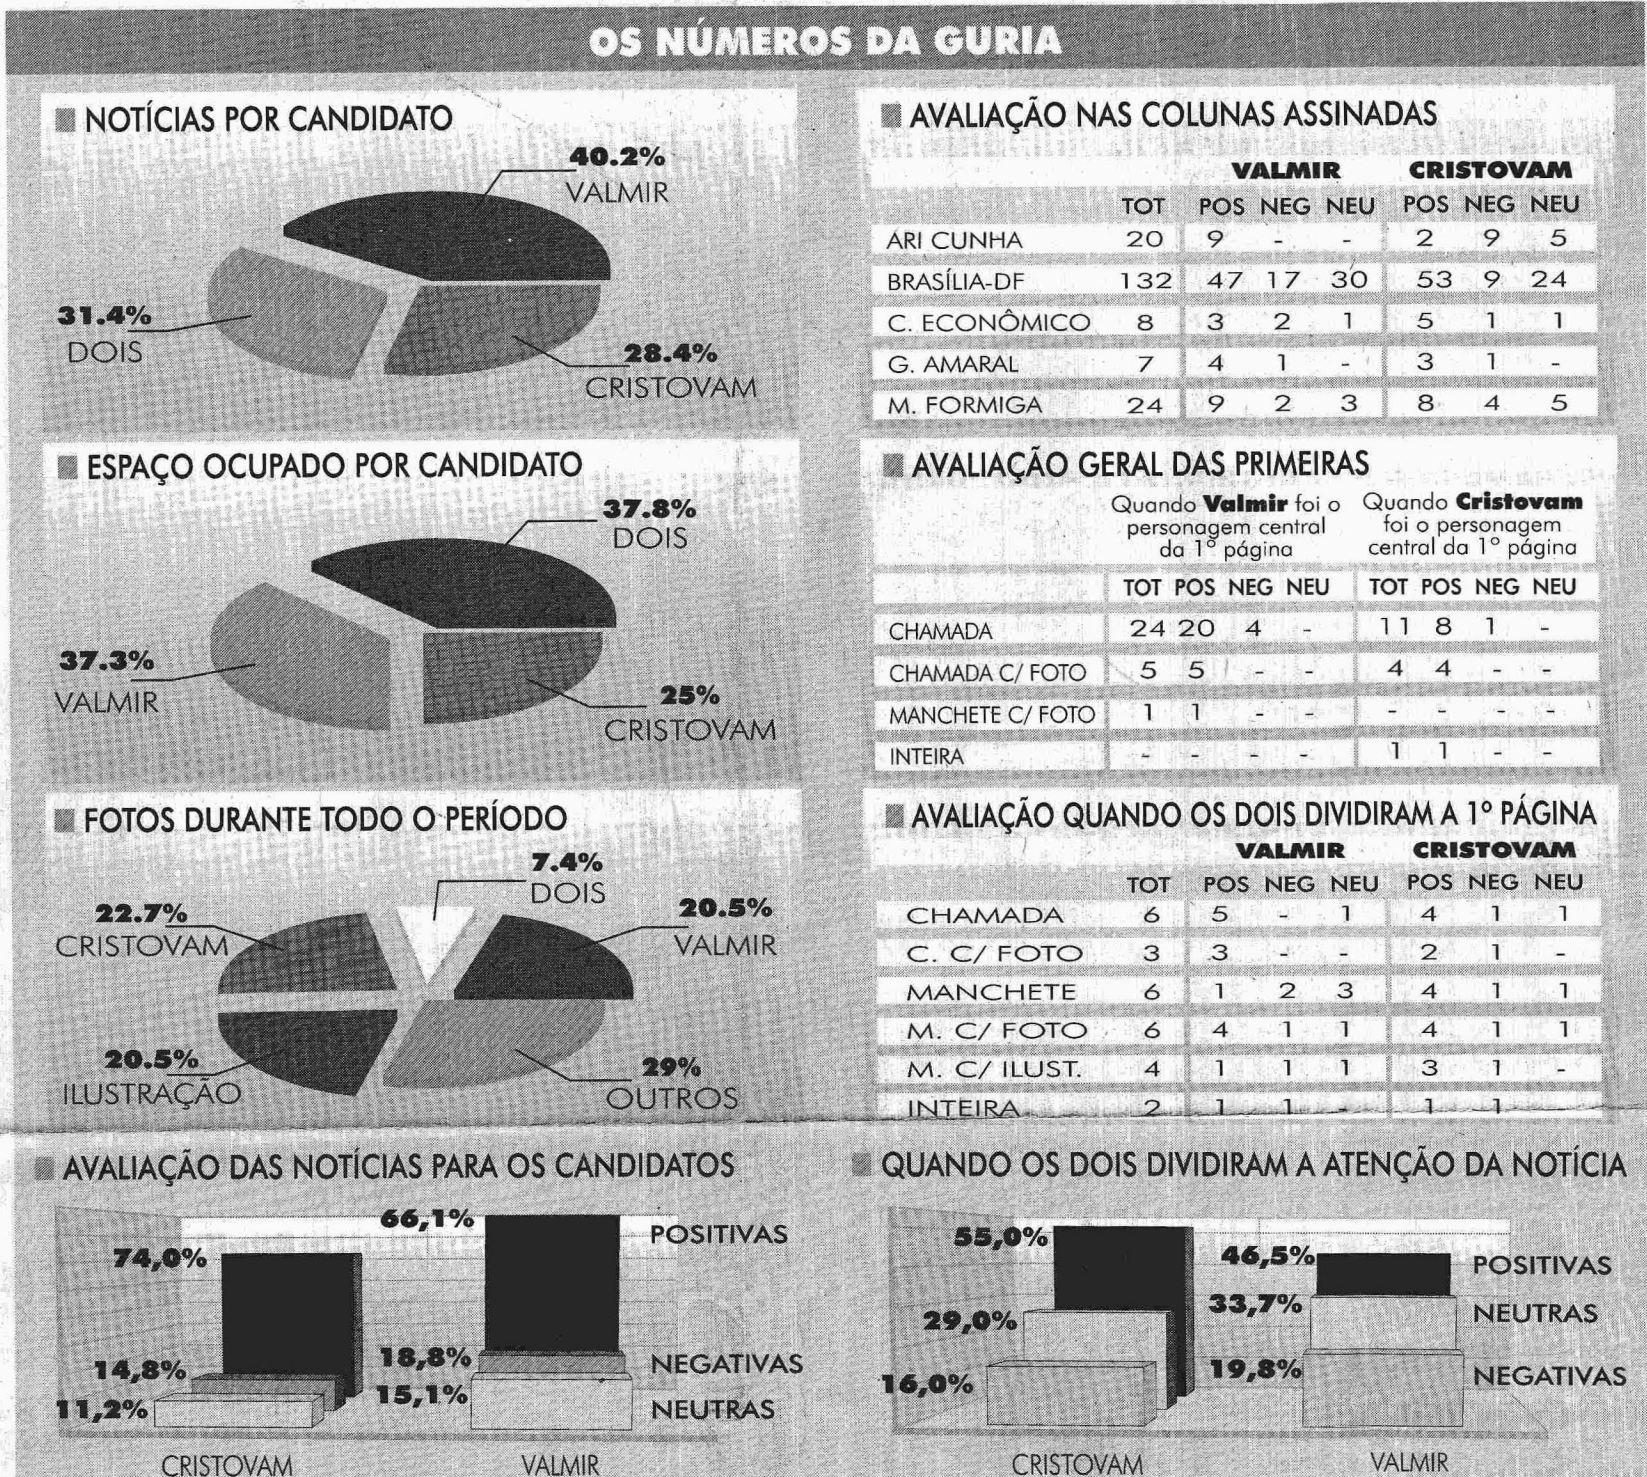 OS NÚMEROS DA GURIA
NOTÍCIAS POR CANDIDATO
40.2%
VALMIR
31.4%
DOIS
28.4%
CRISTOVAM
ESPAÇO OCUPADO POR CANDIDATO
37.8%
DOIS
37.3%
VALMIR
25%
CRISTOVAM
FOTOS DURANTE TODO O PERÍODO
7.4%
DOIS
22.7%
CRISTOVAM
20.5%
VALMIR
20.5%
ILUSTRAÇÃO
29%
OUTROS
AVALIAÇÃO NAS COLUNAS ASSINADAS
VALMIR CRISTOVAM
TOT POS NEG NEU POS NEG NEU
ARI CUNHA 20 9 - - 2 9 5
BRASÍLIA-DF 132 47 17 30 53 9 24
C. ECONÔMICO 8 3 2 1 5 1 1
G. AMARAL 7 4 1 - 3 1 -
M. FORMIGA 24 9 2 3 8 4 5
AVALIAÇÃO GERAL DAS PRIMEIRAS
Quando Valmir foi o personagem central da 1º página
Quando Cristovam foi o personagem central da 1º página
TOT POS NEG NEU TOT POS NEG NEU
CHAMADA 24 20 4 - 11 8 1 -
CHAMADA C/ FOTO 5 5 - - 4 4 - -
MANCHETE C/ FOTO 1 1 - - - - - -
INTEIRA - - - - 1 1 - -
AVALIAÇÃO QUANDO OS DOIS DIVIDIRAM A 1º PÁGINA
VALMIR CRISTOVAM
TOT POS NEG NEU POS NEG NEU
CHAMADA 6 5 - 1 4 1 1
C. C/ FOTO 3 3 - - 2 1 -
MANCHETE 6 1 2 3 4 1 1
M. C/ FOTO 6 4 1 1 4 1 1
M. C/ ILUST. 4 1 1 1 3 1 -
INTEIRA 2 1 1 - 1 1
AVALIAÇÃO DAS NOTÍCIAS PARA OS CANDIDATOS
66,1%
POSITIVAS
74,0%
14,8%
18,8%
NEGATIVAS
11,2%
15,1%
NEUTRAS
CRISTOVAM VALMIR
QUANDO OS DOIS DIVIDIRAM A ATENÇÃO DA NOTÍCIA
55,0%
46,5%
POSITIVAS
29,0%
33,7%
NEUTRAS
16,0%
19,8%
NEGATIVAS
CRISTOVAM VALMIR